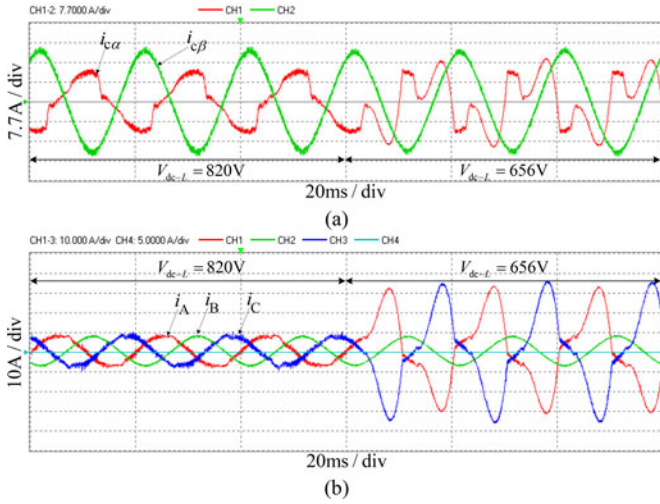 CH1-2: 7.7000 A/div CH1 CH2
i_cα i_cβ
7.7A / div
V_dc-L = 820V V_dc-L = 656V
20ms / div
(a)
CH1-3: 10.000 A/div CH4: 5.0000 A/div CH1 CH2 CH3 CH4
V_dc-L = 820V V_dc-L = 656V
i_A i_B i_C
10A / div
20ms / div
(b)